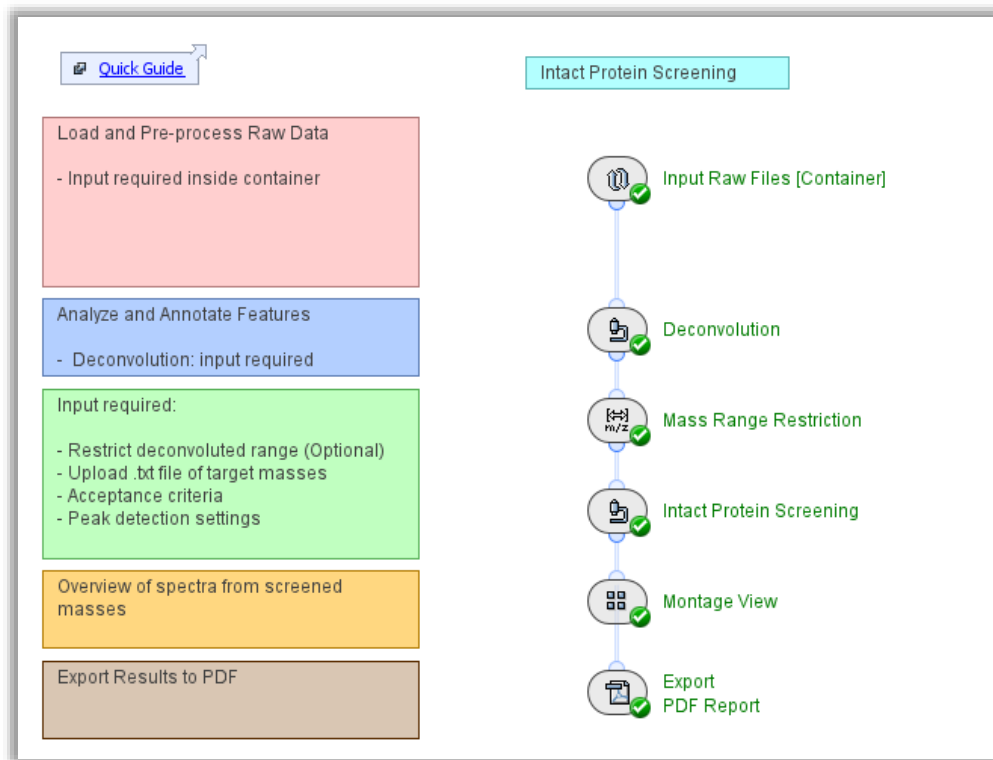 Quick Guide
Intact Protein Screening
Load and Pre-process Raw Data
- Input required inside container
Input Raw Files [Container]
Analyze and Annotate Features
- Deconvolution: input required
Deconvolution
Input required:
- Restrict deconvoluted range (Optional)
- Upload .txt file of target masses
- Acceptance criteria
- Peak detection settings
[⇔]
m/z
Mass Range Restriction
Intact Protein Screening
Overview of spectra from screened
masses
Montage View
Export Results to PDF
Export
PDF Report